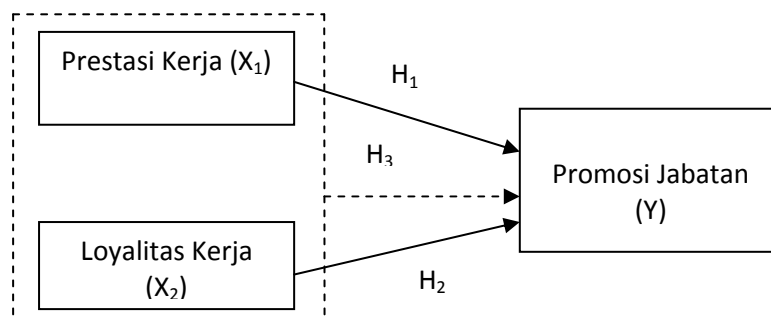 Prestasi Kerja (X₁)
H₁
H₃
Promosi Jabatan
(Y)
Loyalitas Kerja
(X₂)
H₂